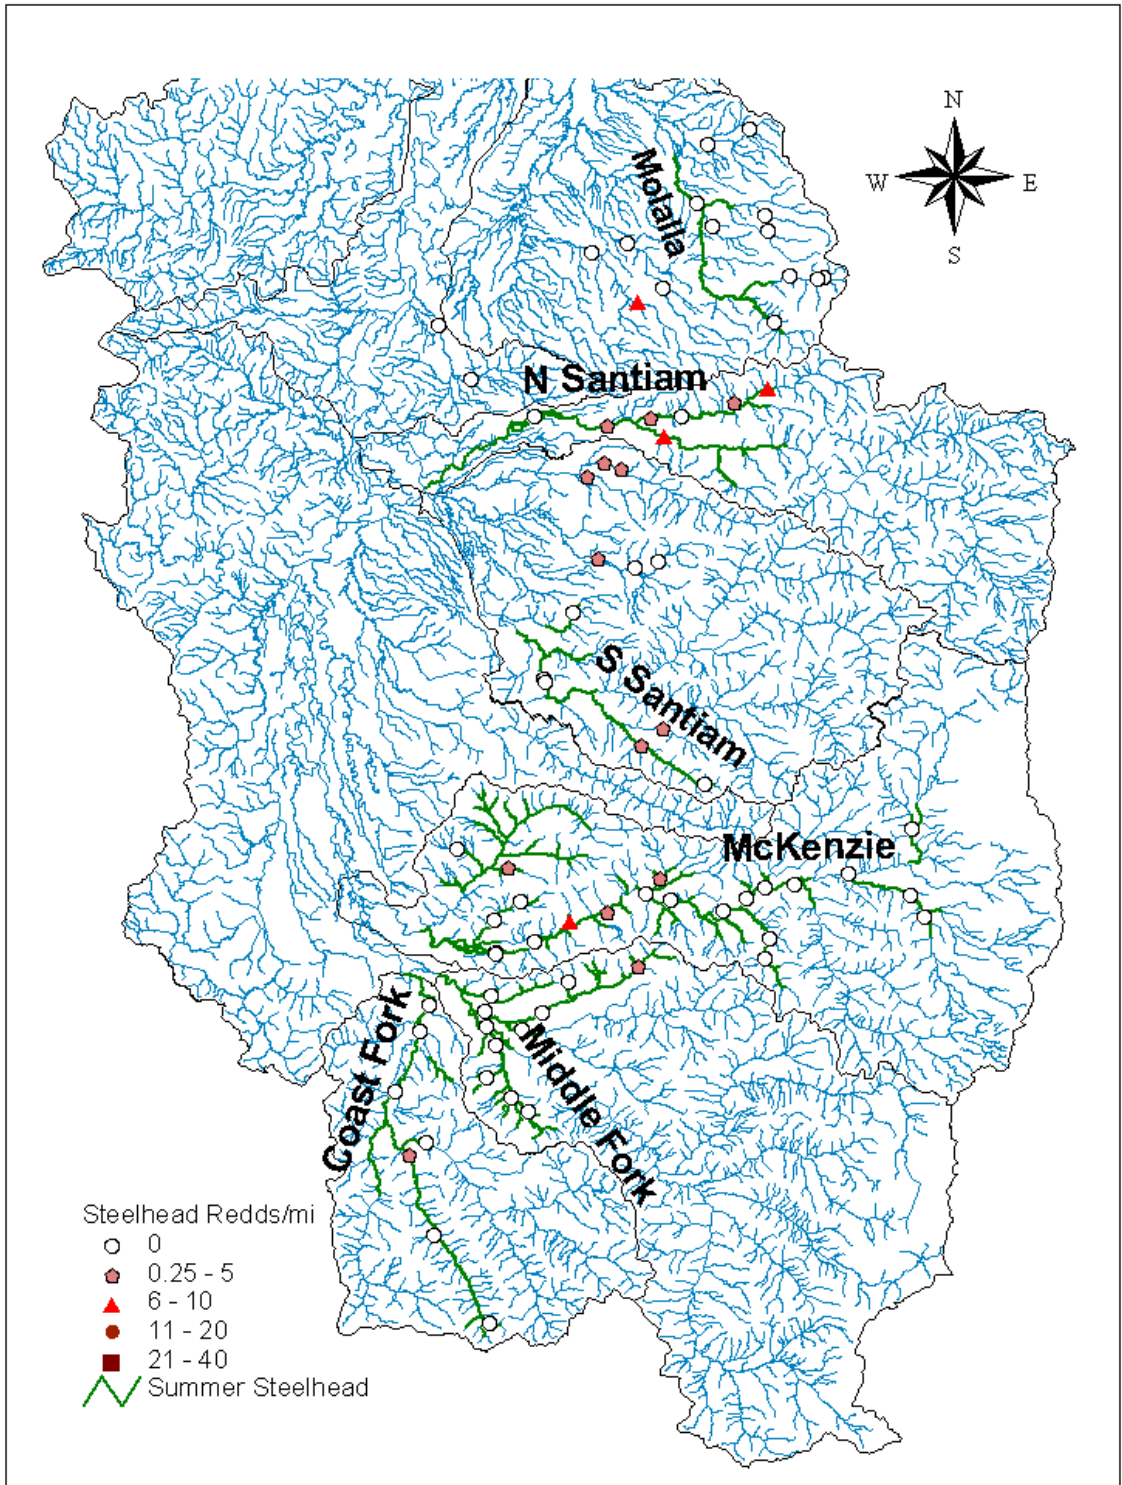 N
W
E
S
Molalla
N Santiam
S Santiam
McKenzie
Coast Fork
Middle Fork
Steelhead Redds/mi
0
0.25 - 5
6 - 10
11 - 20
21 - 40
Summer Steelhead